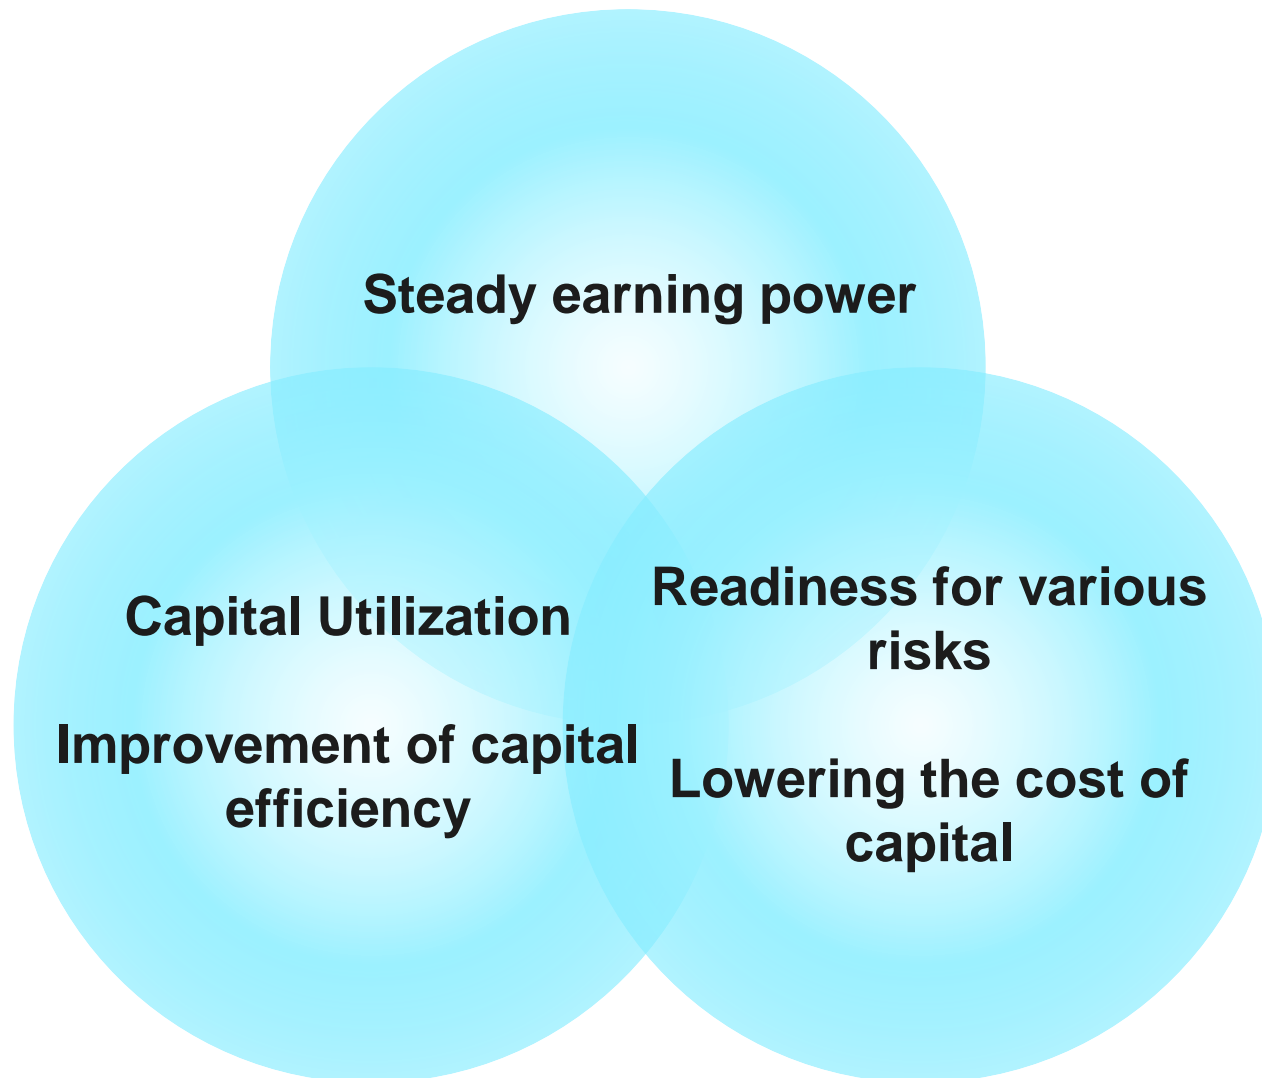 Steady earning power
Capital Utilization
Improvement of capital
efficiency
Readiness for various
risks
Lowering the cost of
capital